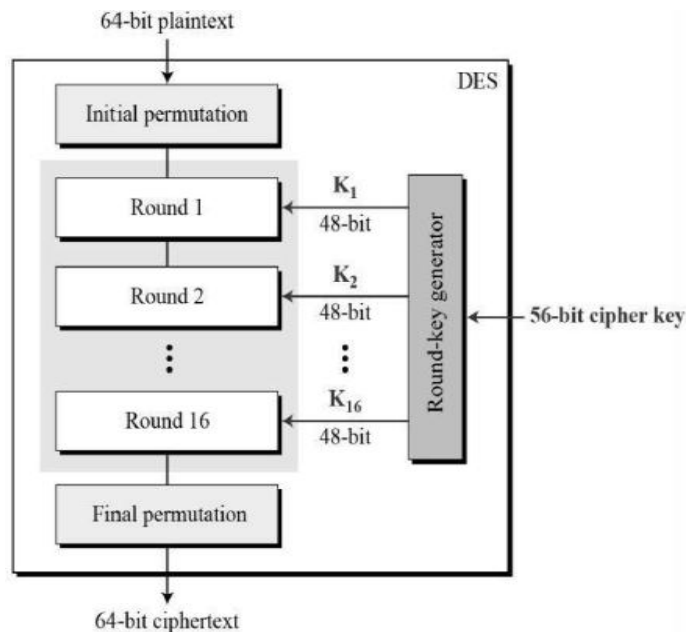 64-bit plaintext
DES
Initial permutation
Round 1
K₁
48-bit
Round 2
K₂
48-bit
Round-key generator
56-bit cipher key
Round 16
K₁₆
48-bit
Final permutation
64-bit ciphertext